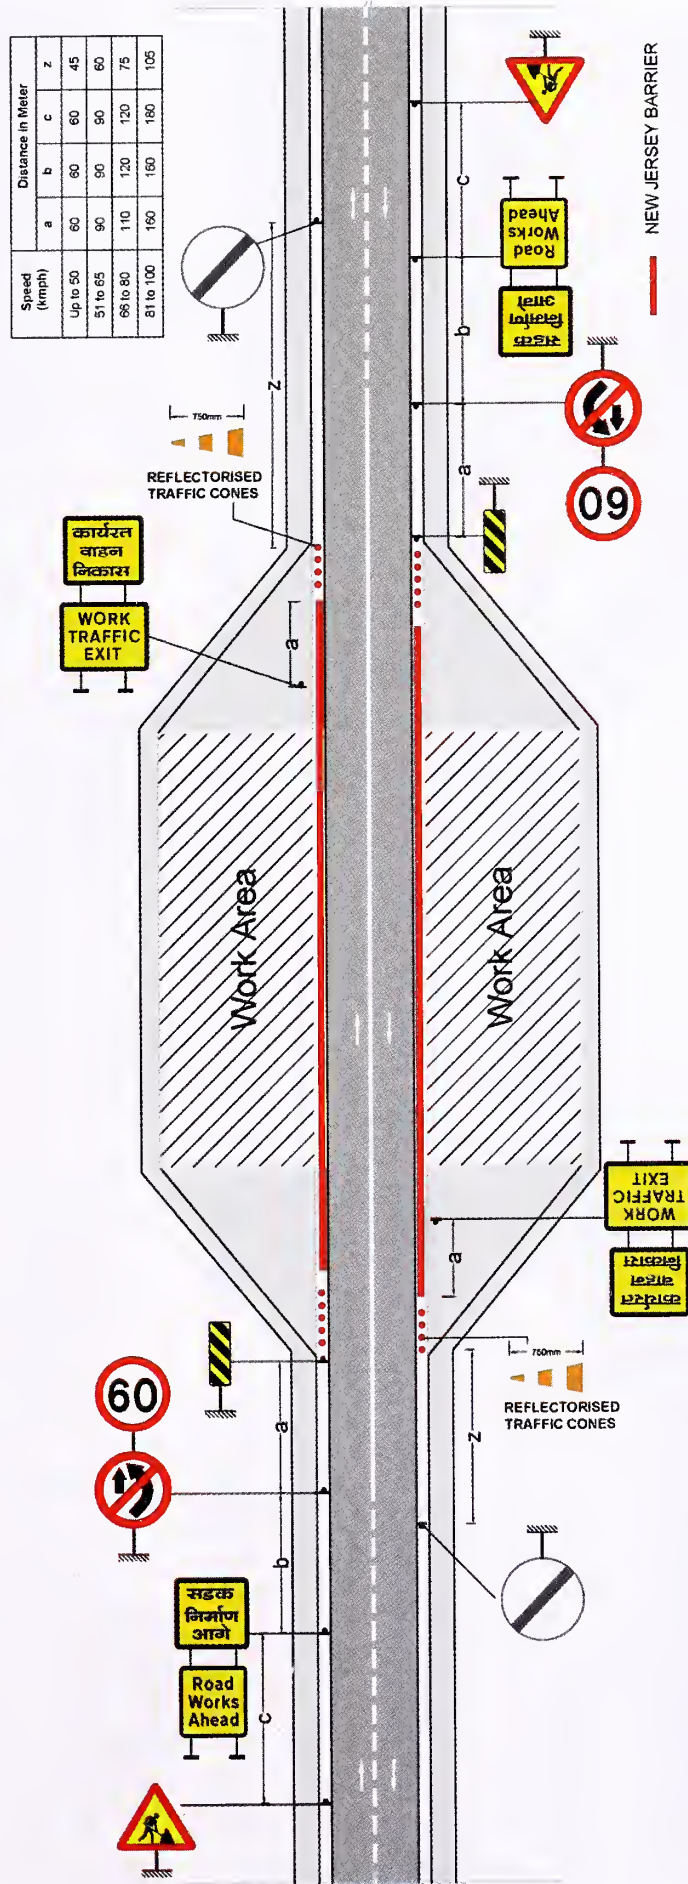 Distance in Meter
Speed (kmph) a b c z
Up to 50 60 60 60 45
51 to 65 90 90 90 60
66 to 80 110 120 120 75
81 to 100 160 160 180 105
z
750mm
REFLECTORISED
TRAFFIC CONES
कार्यरत
वाहन
निकास
WORK
TRAFFIC
EXIT
a
c
Road
Works
Ahead
सड़क
निर्माण
आगे
b
a
60
NEW JERSEY BARRIER
Work Area
Work Area
WORK
TRAFFIC
EXIT
कार्यरत
वाहन
निकास
a
750mm
REFLECTORISED
TRAFFIC CONES
z
60
a
b
सड़क
निर्माण
आगे
Road
Works
Ahead
c